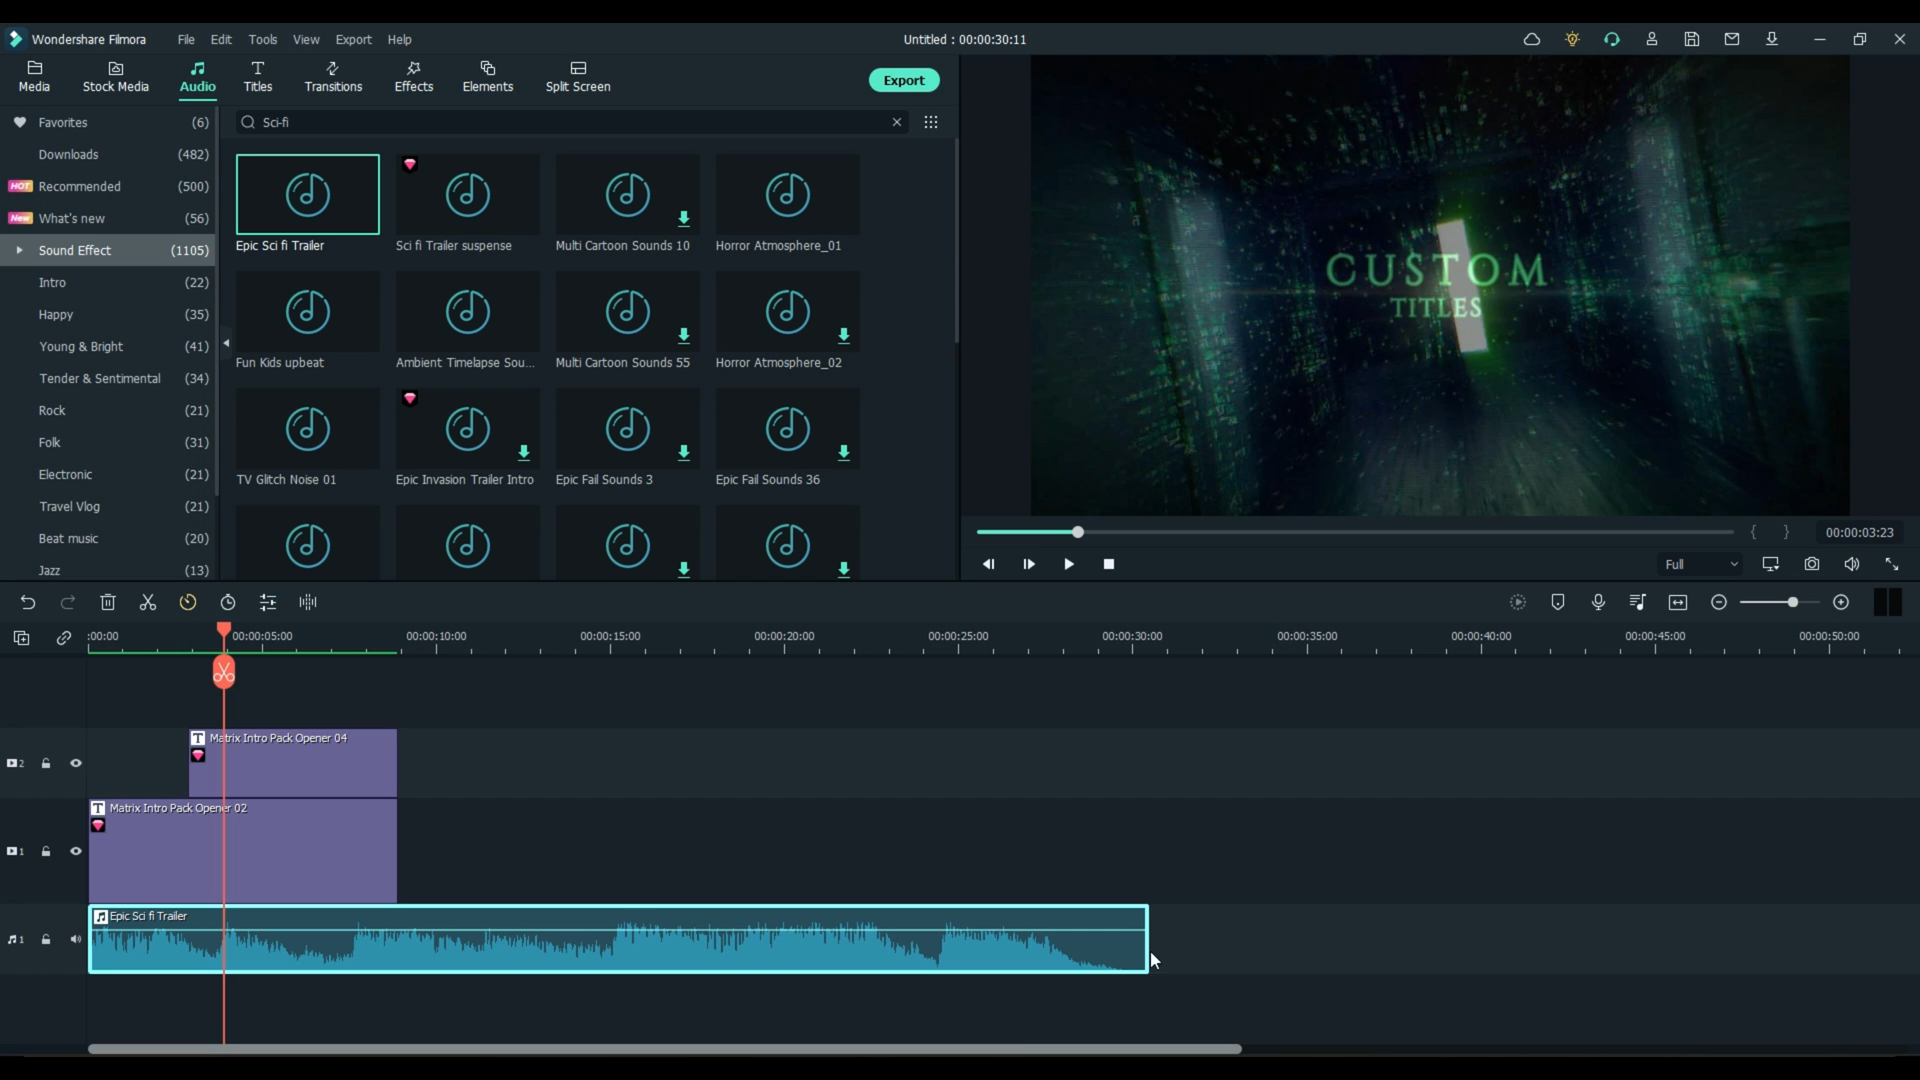 Wondershare Filmora
File Edit Tools View Export Help
Untitled : 00:00:30:11
Media Stock Media Audio Titles Transitions Effects Elements Split Screen
Export
Favorites (6)
Downloads (482)
HOT Recommended (500)
New What's new (56)
Sound Effect (1105)
Intro (22)
Happy (35)
Young & Bright (41)
Tender & Sentimental (34)
Rock (21)
Folk (31)
Electronic (21)
Travel Vlog (21)
Beat music (20)
Jazz (13)
Sci-fi
Epic Sci fi Trailer Sci fi Trailer suspense Multi Cartoon Sounds 10 Horror Atmosphere_01
Fun Kids upbeat Ambient Timelapse Sou... Multi Cartoon Sounds 55 Horror Atmosphere_02
TV Glitch Noise 01 Epic Invasion Trailer Intro Epic Fail Sounds 3 Epic Fail Sounds 36
CUSTOM
TITLES
{ } 00:00:03:23
Full
:00:00 00:00:05:00 00:00:10:00 00:00:15:00 00:00:20:00 00:00:25:00 00:00:30:00 00:00:35:00 00:00:40:00 00:00:45:00 00:00:50:00
T Matrix Intro Pack Opener 04
2
T Matrix Intro Pack Opener 02
1
Epic Sci fi Trailer
1